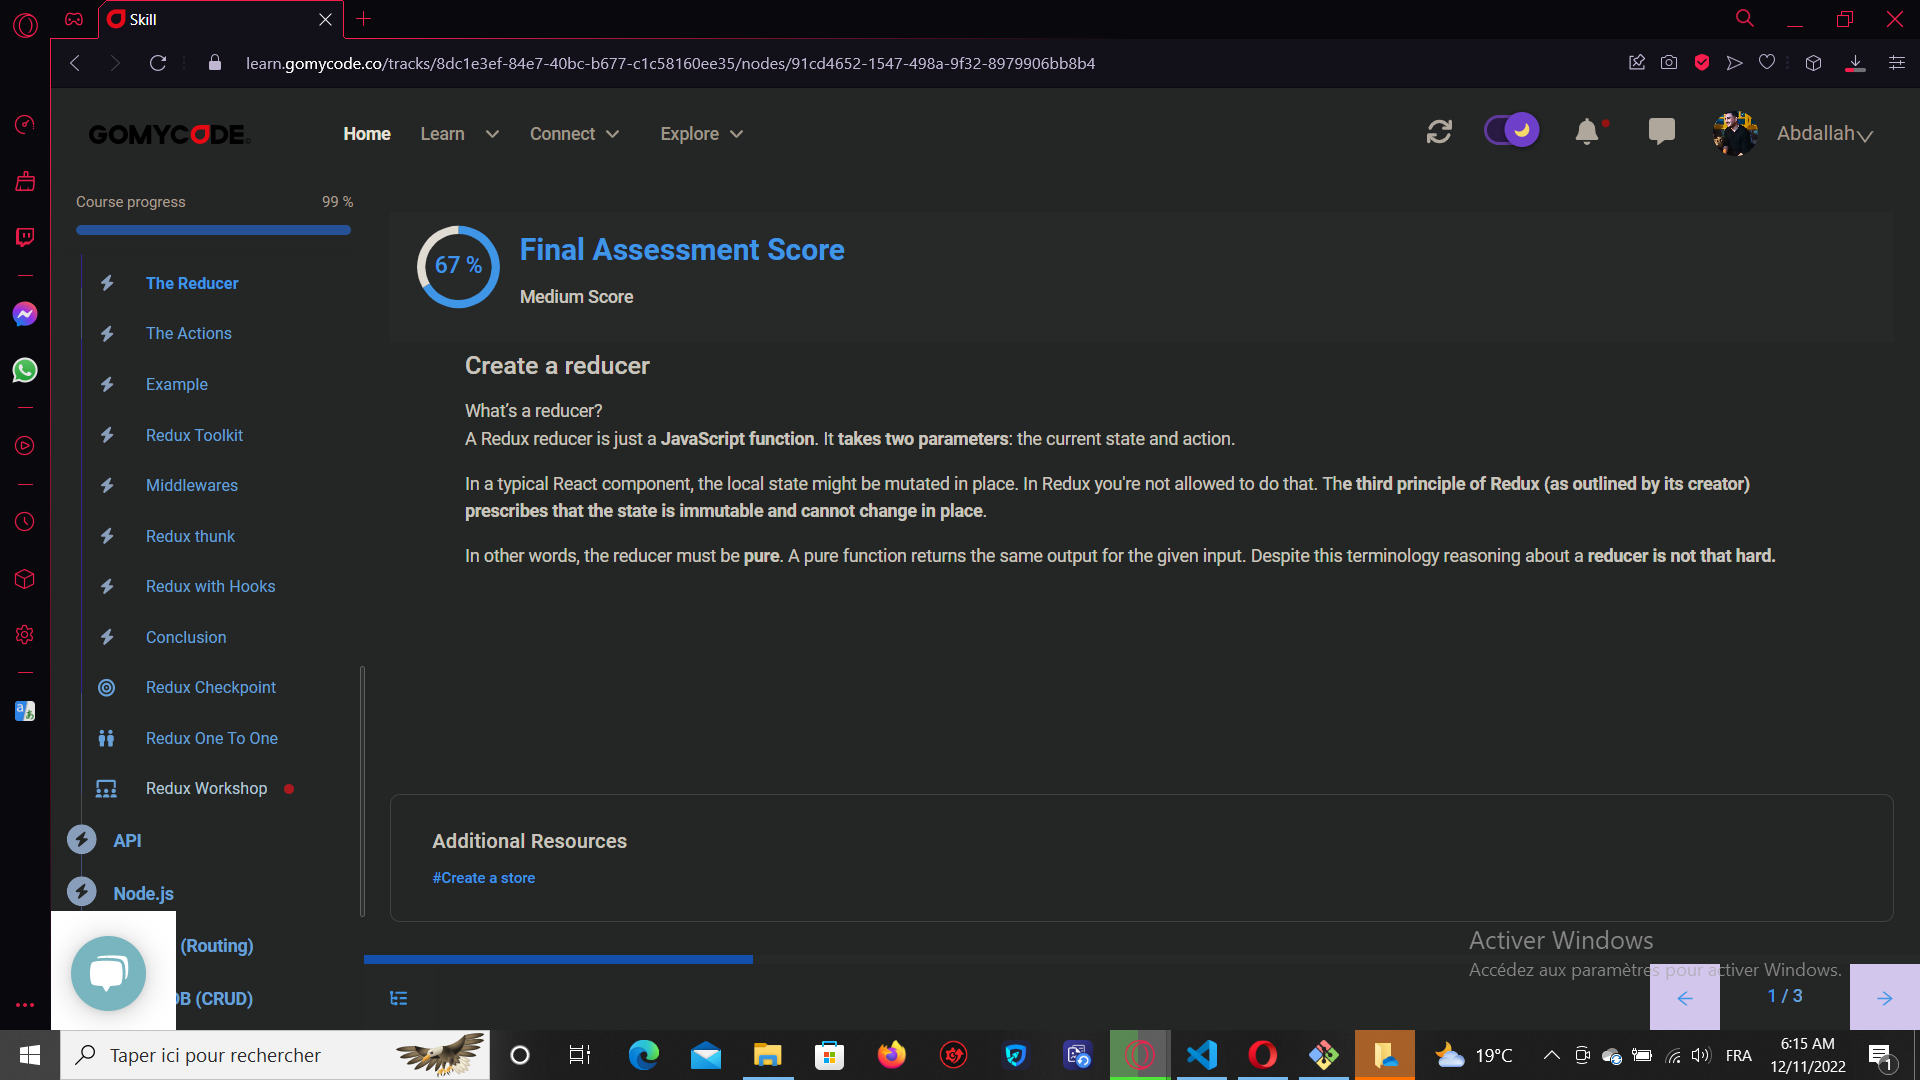 Skill
learn.gomycode.co/tracks/8dc1e3ef-84e7-40bc-b677-c1c58160ee35/nodes/91cd4652-1547-498a-9f32-8979906bb8b4
GOMYCODE
Home
Learn
Connect
Explore
Abdallah
Course progress
99 %
The Reducer
The Actions
Example
Redux Toolkit
Middlewares
Redux thunk
Redux with Hooks
Conclusion
Redux Checkpoint
Redux One To One
Redux Workshop
API
Node.js
(Routing)
DB (CRUD)
67 %
Final Assessment Score
Medium Score
Create a reducer
What's a reducer?
A Redux reducer is just a JavaScript function. It takes two parameters: the current state and action.
In a typical React component, the local state might be mutated in place. In Redux you're not allowed to do that. The third principle of Redux (as outlined by its creator)
prescribes that the state is immutable and cannot change in place.
In other words, the reducer must be pure. A pure function returns the same output for the given input. Despite this terminology reasoning about a reducer is not that hard.
Additional Resources
#Create a store
Activer Windows
Accédez aux paramètres pour activer Windows.
1 / 3
Taper ici pour rechercher
19°C
FRA
6:15 AM
12/11/2022
1